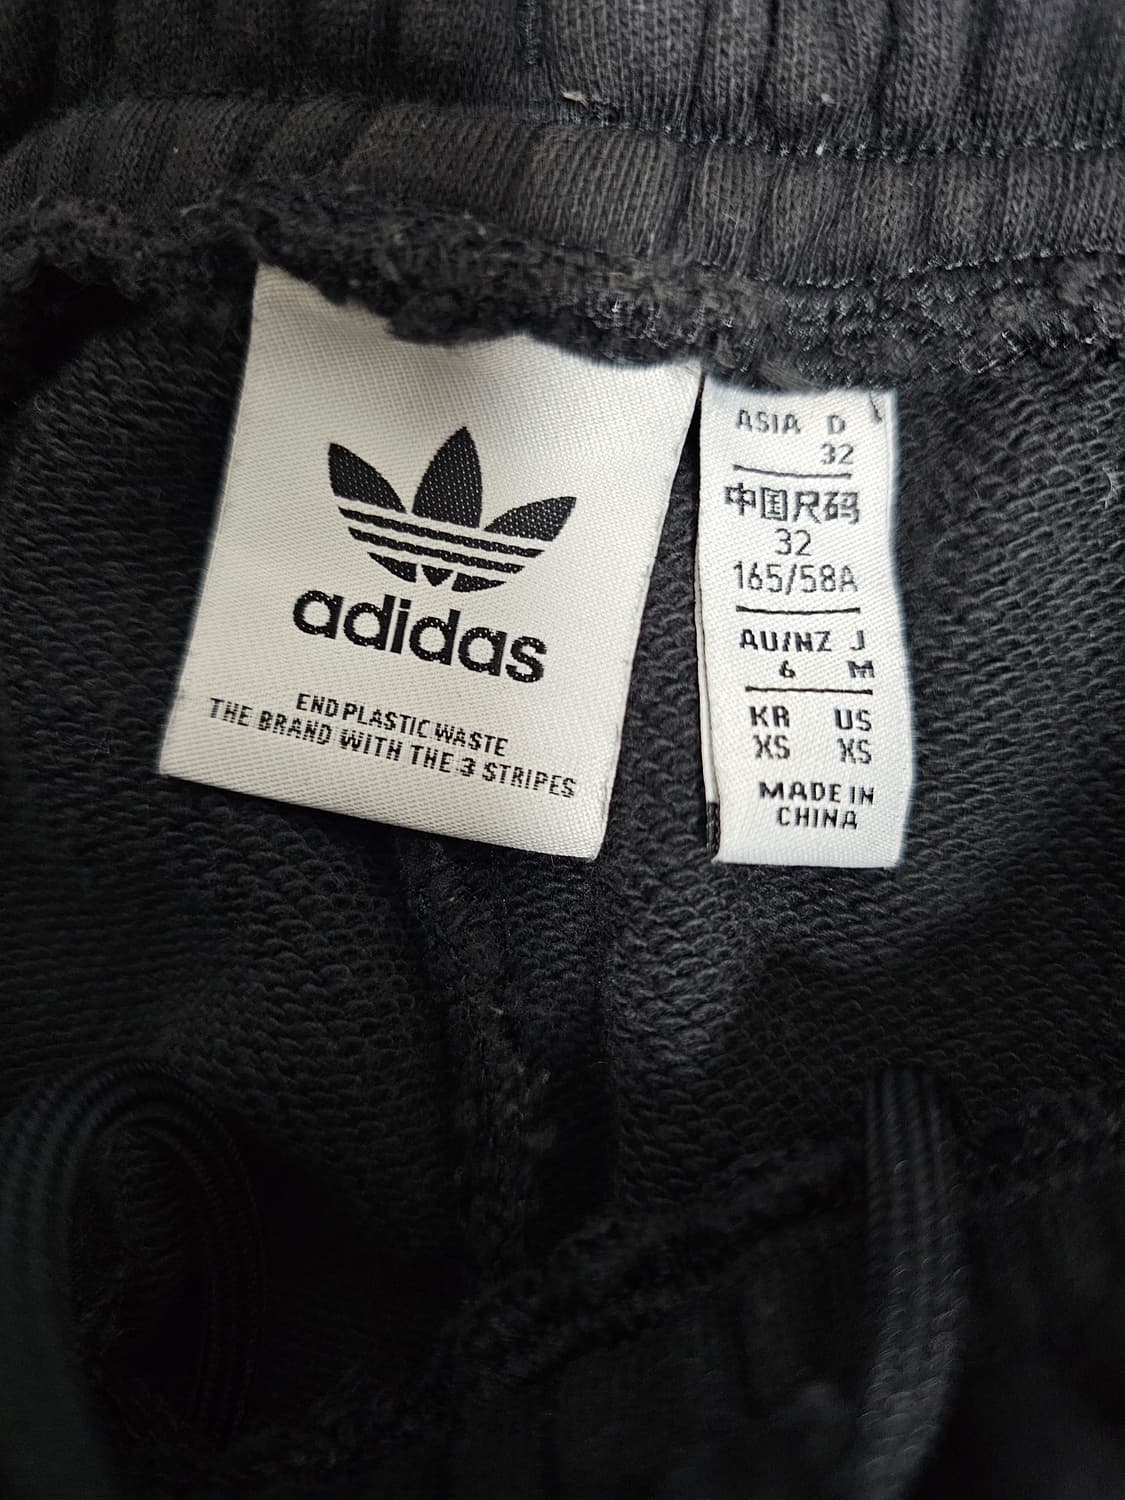 adidas
END PLASTIC WASTE
THE BRAND WITH THE 3 STRIPES
ASIA D
32
中国尺码
32
165/58A
AU/NZ J
6 M
KR US
XS XS
MADE IN
CHINA